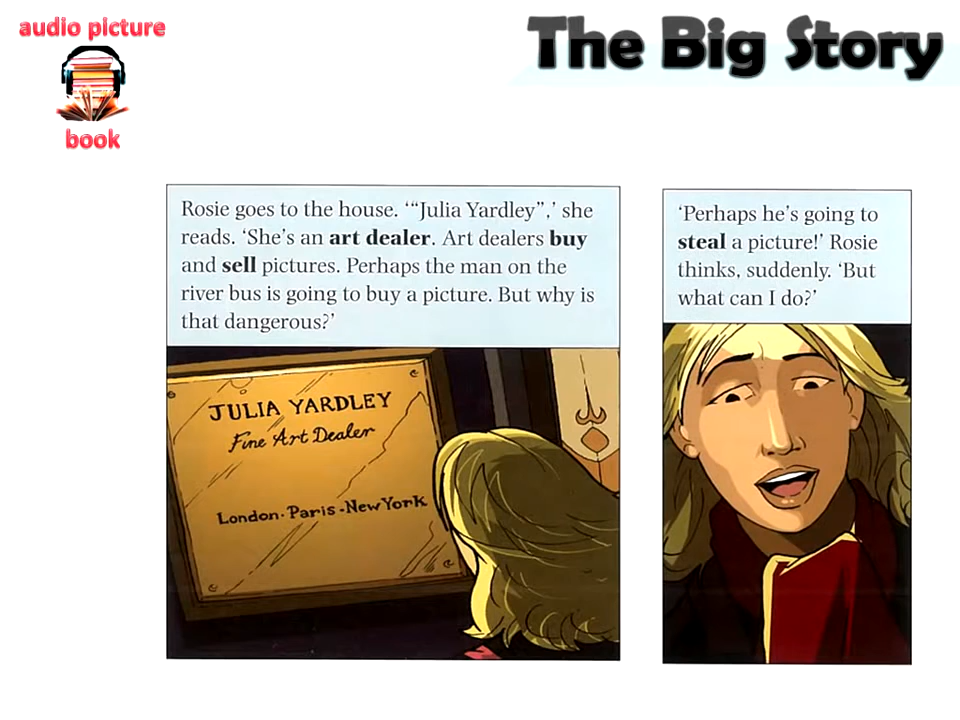 audio picture
book
The Big Story
Rosie goes to the house. ‘“Julia Yardley”,’ she
reads. ‘She’s an art dealer. Art dealers buy
and sell pictures. Perhaps the man on the
river bus is going to buy a picture. But why is
that dangerous?’
JULIA YARDLEY
Fine Art Dealer
London · Paris - New York
‘Perhaps he’s going to
steal a picture!’ Rosie
thinks, suddenly. ‘But
what can I do?’